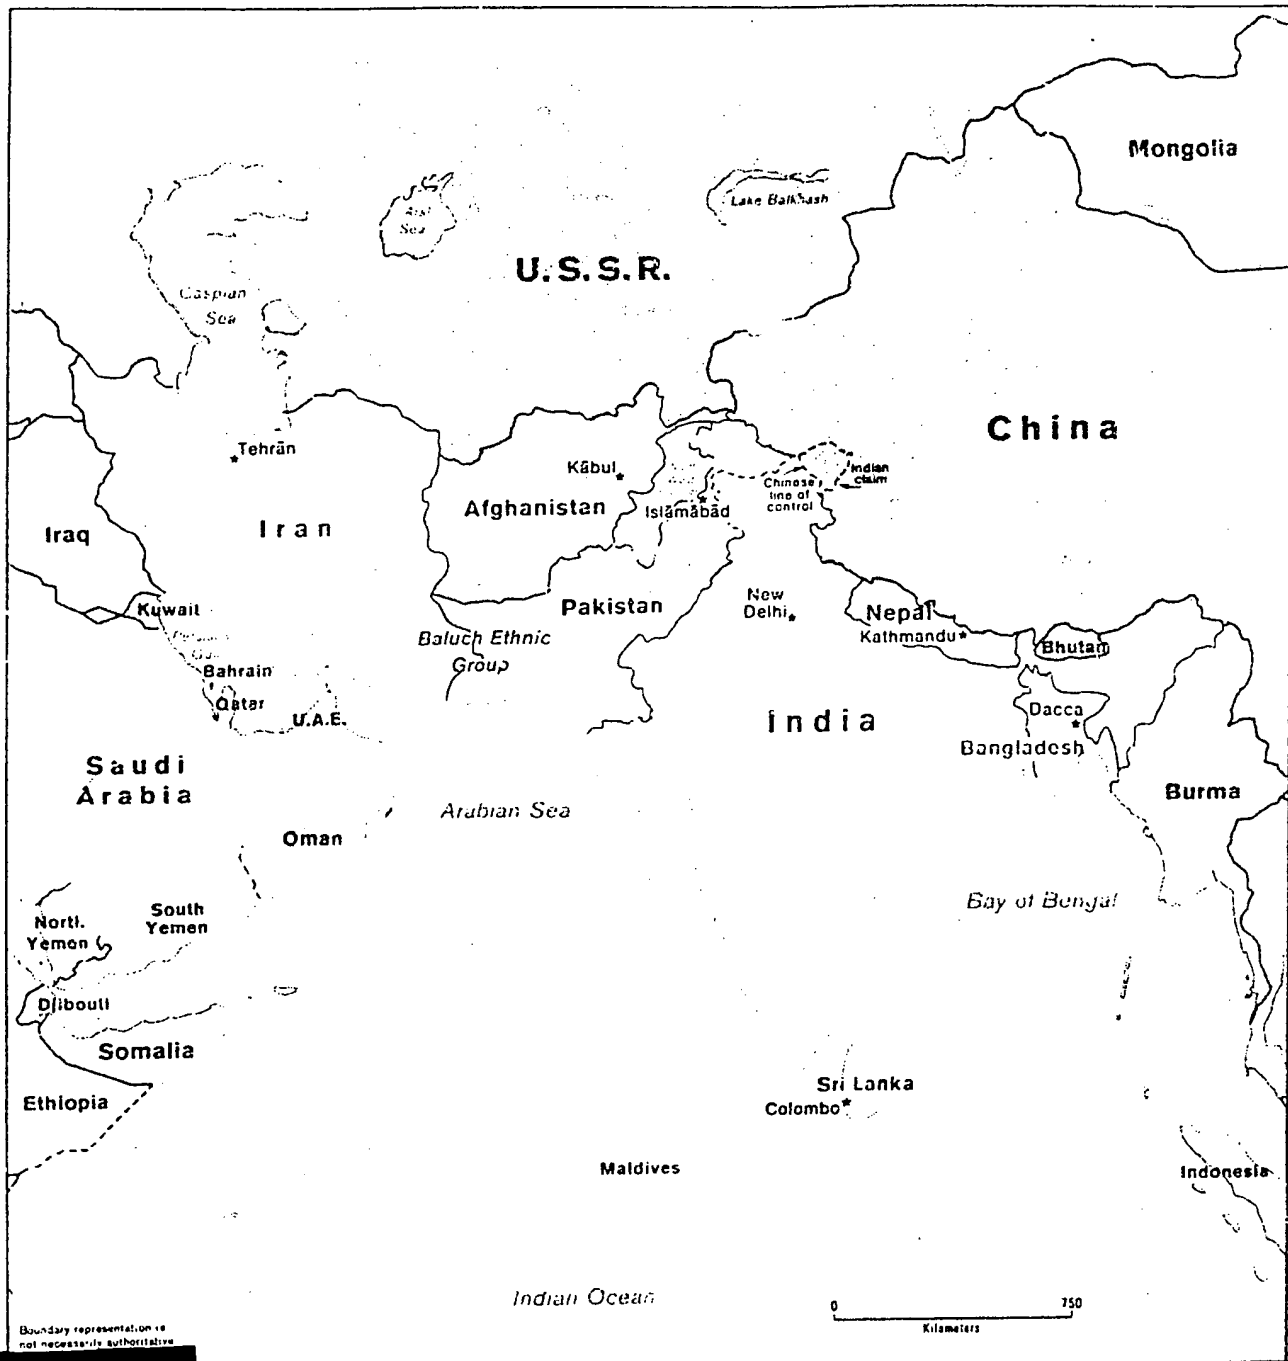 Mongolia
Lake Balkhash
Aral
Sea
U.S.S.R.
Caspian
Sea
China
Tehrān
Kābul
Indian
claim
Chinese
line of
control
Afghanistan
Islāmābād
Iran
Iraq
New
Delhi
Pakistan
Nepal
Kathmandu
Kuwait
Baluch Ethnic
Group
Bhutan
Bahrain
Qatar
U.A.E.
Dacca
India
Bangladesh
Saudi
Arabia
Burma
Arabian Sea
Oman
Bay of Bengal
South
Yemen
North
Yemen
Djibouti
Somalia
Sri Lanka
Colombo
Ethiopia
Maldives
Indonesia
Indian Ocean
0 750
Kilometers
Boundary representation is
not necessarily authoritative